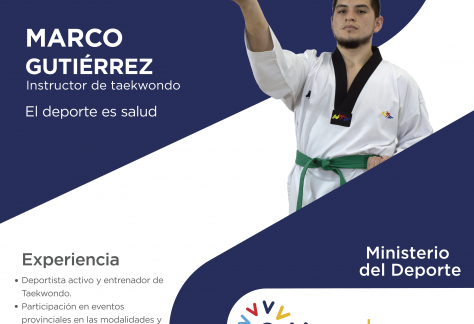 MARCO
GUTIÉRREZ
Instructor de taekwondo
El deporte es salud
Experiencia
• Deportista activo y entrenador de
Taekwondo.
• Participación en eventos
provinciales en las modalidades y
Ministerio
del Deporte